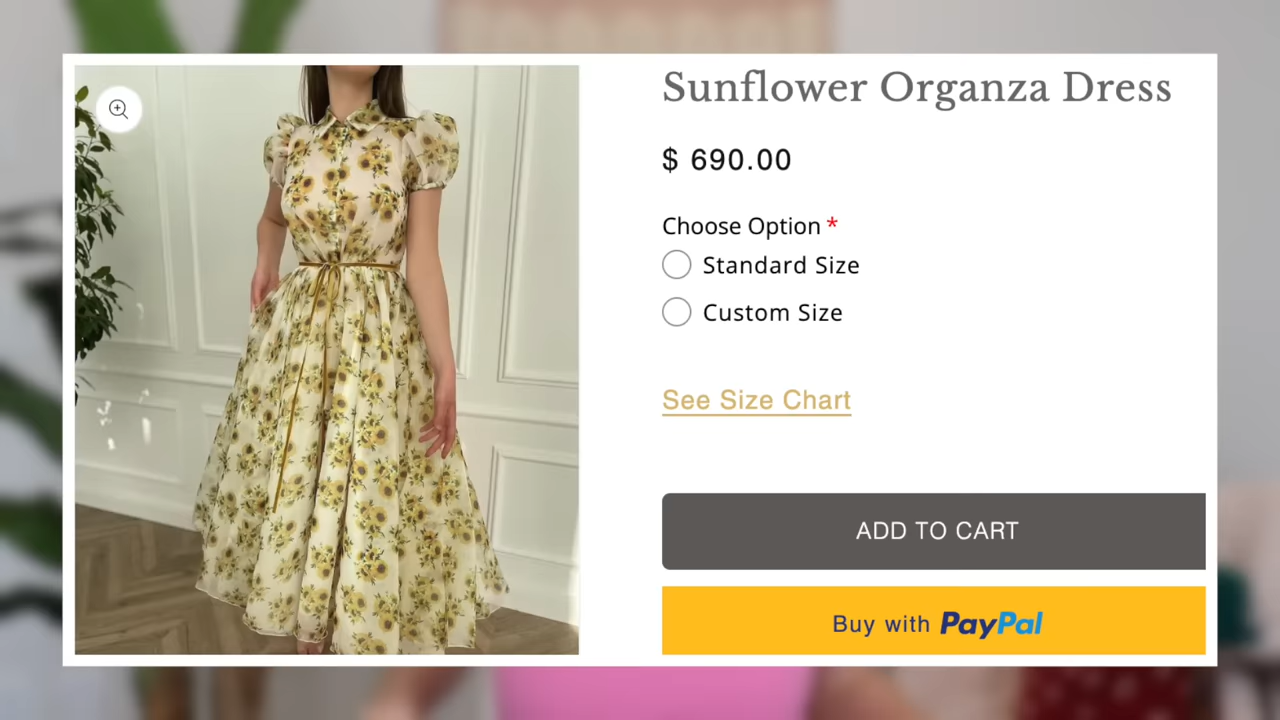 Sunflower Organza Dress
$ 690.00
Choose Option *
Standard Size
Custom Size
See Size Chart
ADD TO CART
Buy with PayPal